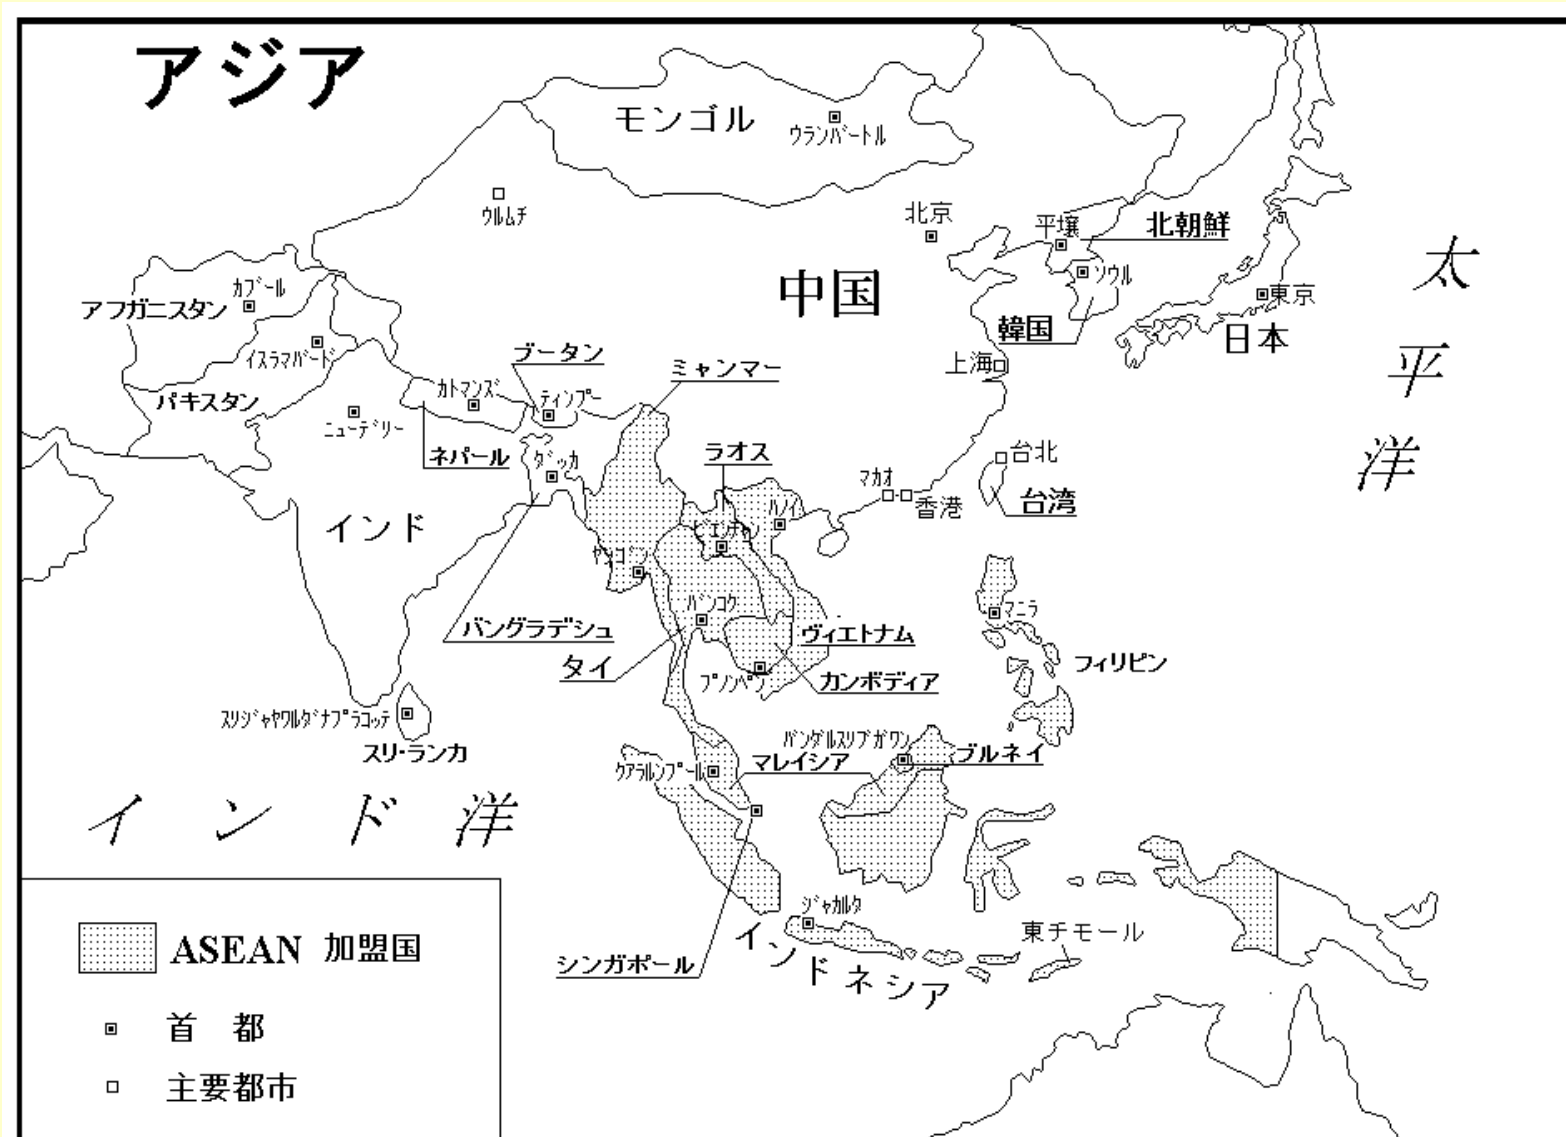 アジア
モンゴル
ウランバートル
ウルムチ
北京
平壌
北朝鮮
ソウル
韓国
中国
東京
日本
太平洋
カブール
アフガニスタン
イスラマバード
パキスタン
ニューデリー
カトマンズ
ネパール
ブータン
ティンプー
ミャンマー
ダッカ
ラオス
上海
台北
台湾
マカオ
香港
インド
ハノイ
ビエンチャン
ヤンゴン
バンコク
バングラデシュ
タイ
ヴィエトナム
カンボディア
プノンペン
マニラ
フィリピン
スリジャヤワルダナプラコッテ
スリ・ランカ
バンダルスリブガワン
ブルネイ
マレイシア
クアラルンプール
インド洋
シンガポール
ジャカルタ
インドネシア
東チモール
ASEAN 加盟国
首 都
主要都市